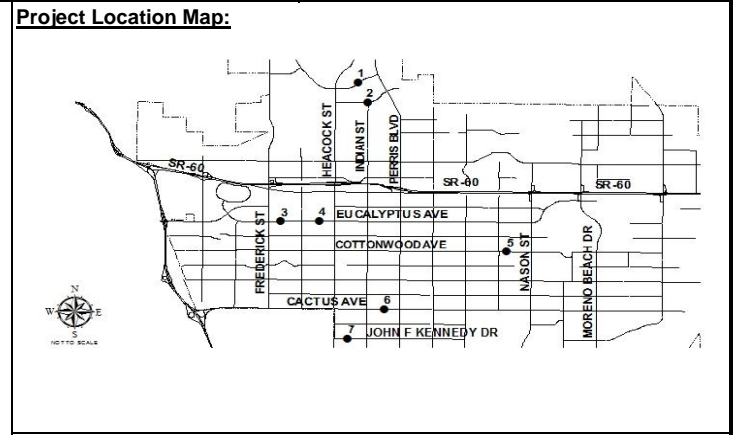 Project Location Map:
1
2
HEACOCK ST
INDIAN ST
PERRIS BLVD
SR-60
SR-60
SR-60
3
4
EUCALYPTUS AVE
FREDERICK ST
COTTONWOOD AVE
5
NASON ST
MORENO BEACH DR
CACTUS AVE
6
7
JOHN F KENNEDY DR
N
W
E
S
NOT TO SCALE